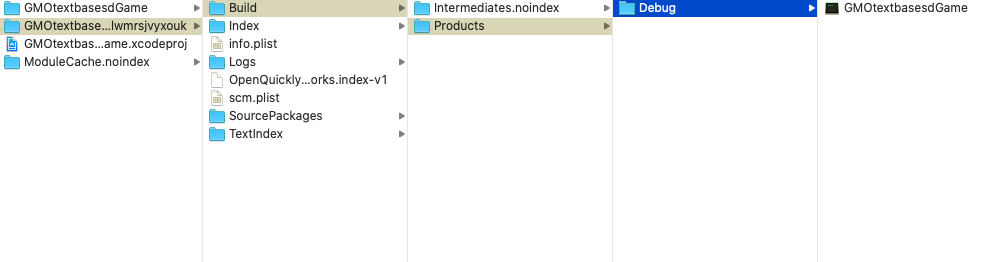 GMOtextbasesdGame
GMOtextbase...lwmrsjvyxouk
GMOtextbas...ame.xcodeproj
ModuleCache.noindex
Build
Index
info.plist
Logs
OpenQuickly...orks.index-v1
scm.plist
SourcePackages
TextIndex
Intermediates.noindex
Products
Debug
GMOtextbasesdGame